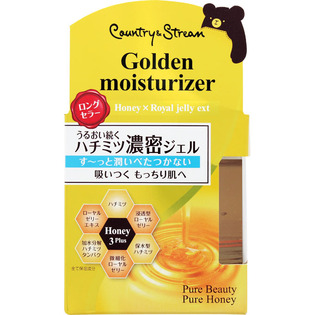 Country & Stream
Golden
moisturizer
Honey × Royal jelly ext
ロング
セラー
うるおい続く
ハチミツ濃密ジェル
す〜っと潤いべたつかない
吸いつく もっちり肌へ
ハチミツ
ローヤル
ゼリー
エキス
浸透型
ローヤル
ゼリー
Honey
3 Plus
加水分解
ハチミツ
タンパク
保水型
ハチミツ
発酵
ローヤル
ゼリー
Pure Beauty
Pure Honey